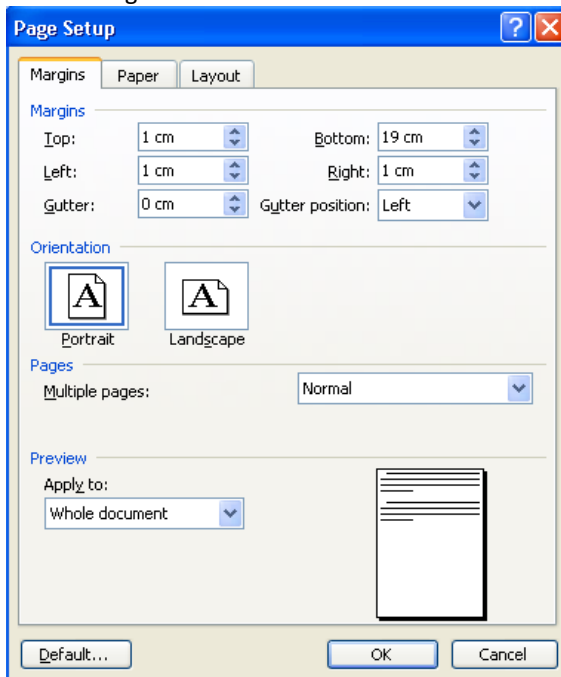 Page Setup
Margins Paper Layout
Margins
Top: 1 cm Bottom: 19 cm
Left: 1 cm Right: 1 cm
Gutter: 0 cm Gutter position: Left
Orientation
A A
Portrait Landscape
Pages
Multiple pages: Normal
Preview
Apply to:
Whole document
Default... OK Cancel